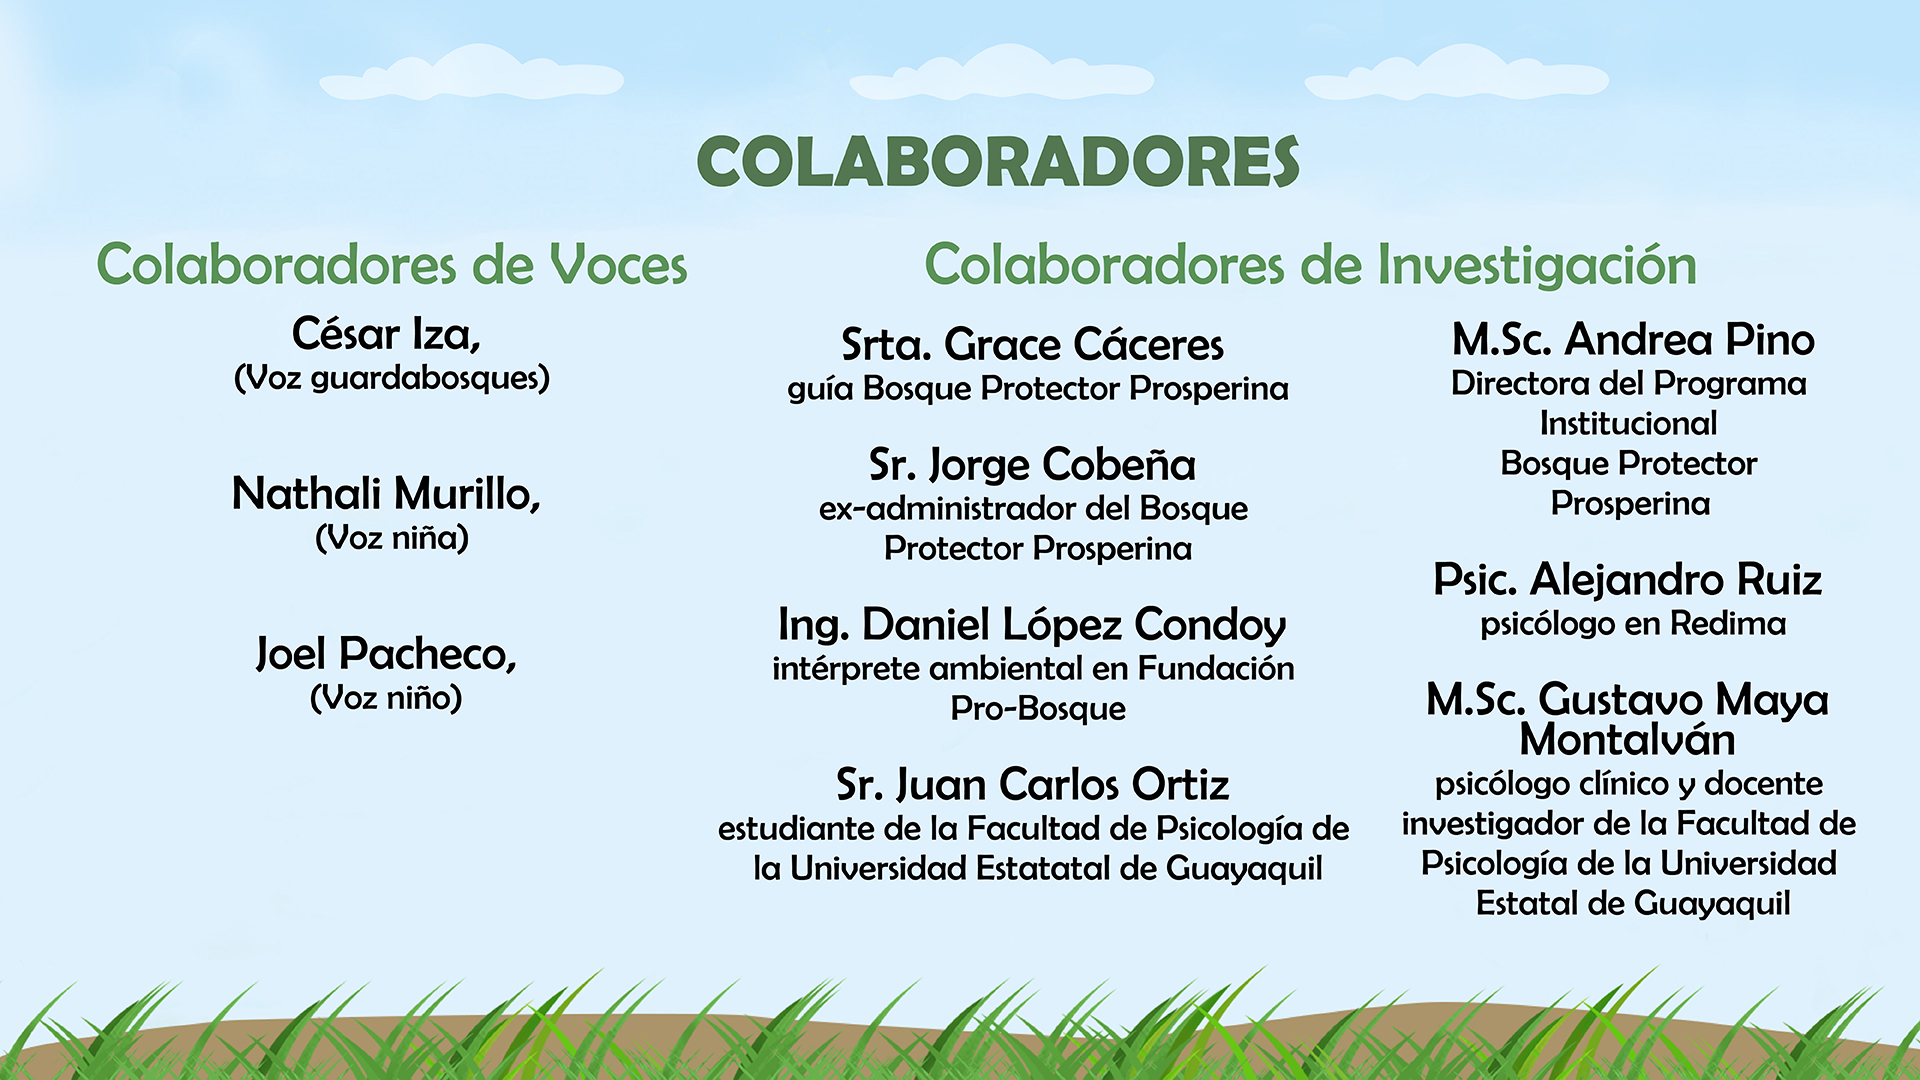 COLABORADORES
Colaboradores de Voces
César Iza,
(Voz guardabosques)
Nathali Murillo,
(Voz niña)
Joel Pacheco,
(Voz niño)
Colaboradores de Investigación
Srta. Grace Cáceres
guía Bosque Protector Prosperina
Sr. Jorge Cobeña
ex-administrador del Bosque
Protector Prosperina
Ing. Daniel López Condoy
intérprete ambiental en Fundación
Pro-Bosque
Sr. Juan Carlos Ortiz
estudiante de la Facultad de Psicología de
la Universidad Estatatal de Guayaquil
M.Sc. Andrea Pino
Directora del Programa
Institucional
Bosque Protector
Prosperina
Psic. Alejandro Ruiz
psicólogo en Redima
M.Sc. Gustavo Maya
Montalván
psicólogo clínico y docente
investigador de la Facultad de
Psicología de la Universidad
Estatal de Guayaquil